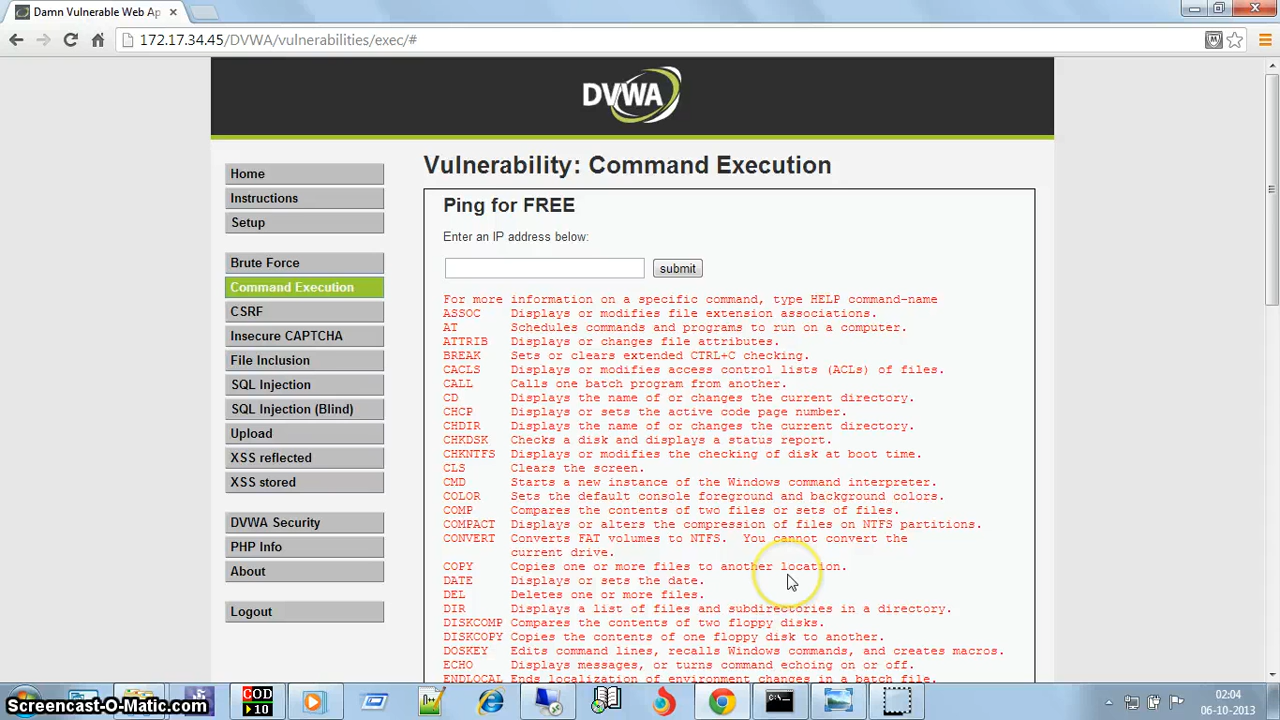 Damn Vulnerable Web Ap
172.17.34.45/DVWA/vulnerabilities/exec/#
DVWA
Home
Instructions
Setup
Brute Force
Command Execution
CSRF
Insecure CAPTCHA
File Inclusion
SQL Injection
SQL Injection (Blind)
Upload
XSS reflected
XSS stored
DVWA Security
PHP Info
About
Logout
Vulnerability: Command Execution
Ping for FREE
Enter an IP address below:
submit
For more information on a specific command, type HELP command-name
ASSOC Displays or modifies file extension associations.
AT Schedules commands and programs to run on a computer.
ATTRIB Displays or changes file attributes.
BREAK Sets or clears extended CTRL+C checking.
CACLS Displays or modifies access control lists (ACLs) of files.
CALL Calls one batch program from another.
CD Displays the name of or changes the current directory.
CHCP Displays or sets the active code page number.
CHDIR Displays the name of or changes the current directory.
CHKDSK Checks a disk and displays a status report.
CHKNTFS Displays or modifies the checking of disk at boot time.
CLS Clears the screen.
CMD Starts a new instance of the Windows command interpreter.
COLOR Sets the default console foreground and background colors.
COMP Compares the contents of two files or sets of files.
COMPACT Displays or alters the compression of files on NTFS partitions.
CONVERT Converts FAT volumes to NTFS. You cannot convert the
current drive.
COPY Copies one or more files to another location.
DATE Displays or sets the date.
DEL Deletes one or more files.
DIR Displays a list of files and subdirectories in a directory.
DISKCOMP Compares the contents of two floppy disks.
DISKCOPY Copies the contents of one floppy disk to another.
DOSKEY Edits command lines, recalls Windows commands, and creates macros.
ECHO Displays messages, or turns command echoing on or off.
ENDLOCAL Ends localization of environment changes in a batch file.
Screencast-O-Matic.com
COD
10
02:04
06-10-2013